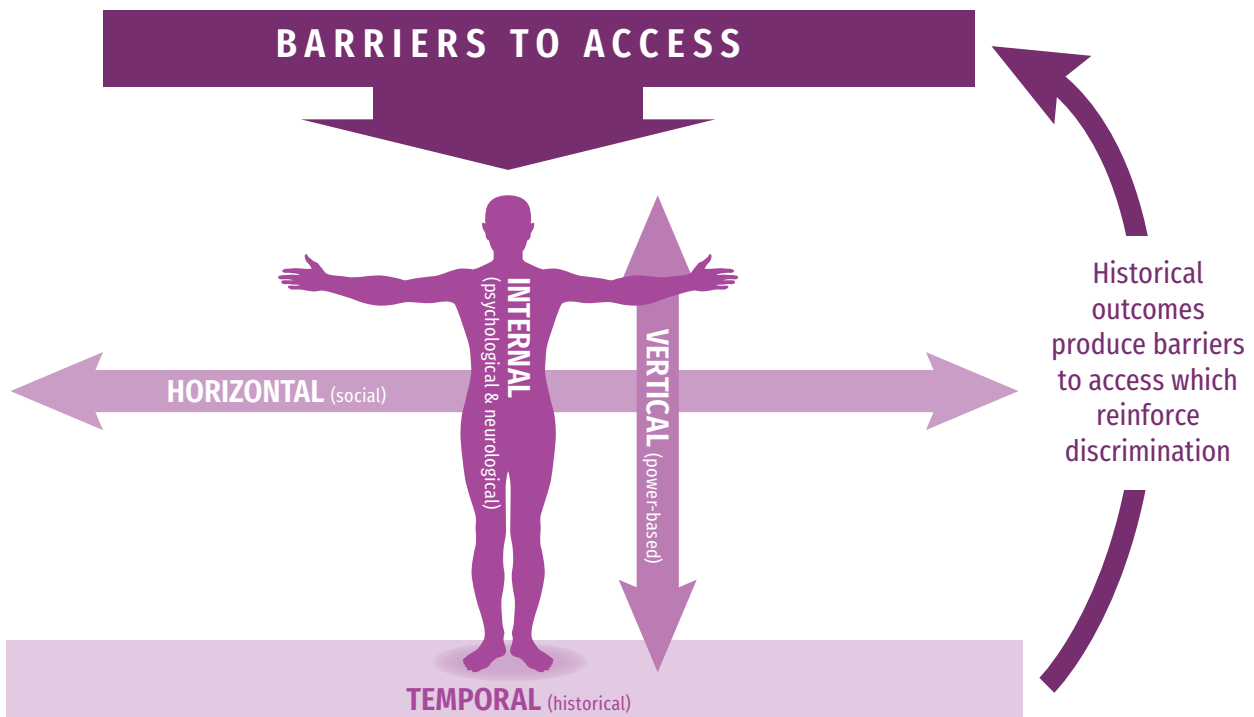 BARRIERS TO ACCESS
INTERNAL
(psychological & neurological)
VERTICAL (power-based)
HORIZONTAL (social)
Historical
outcomes
produce barriers
to access which
reinforce
discrimination
TEMPORAL (historical)